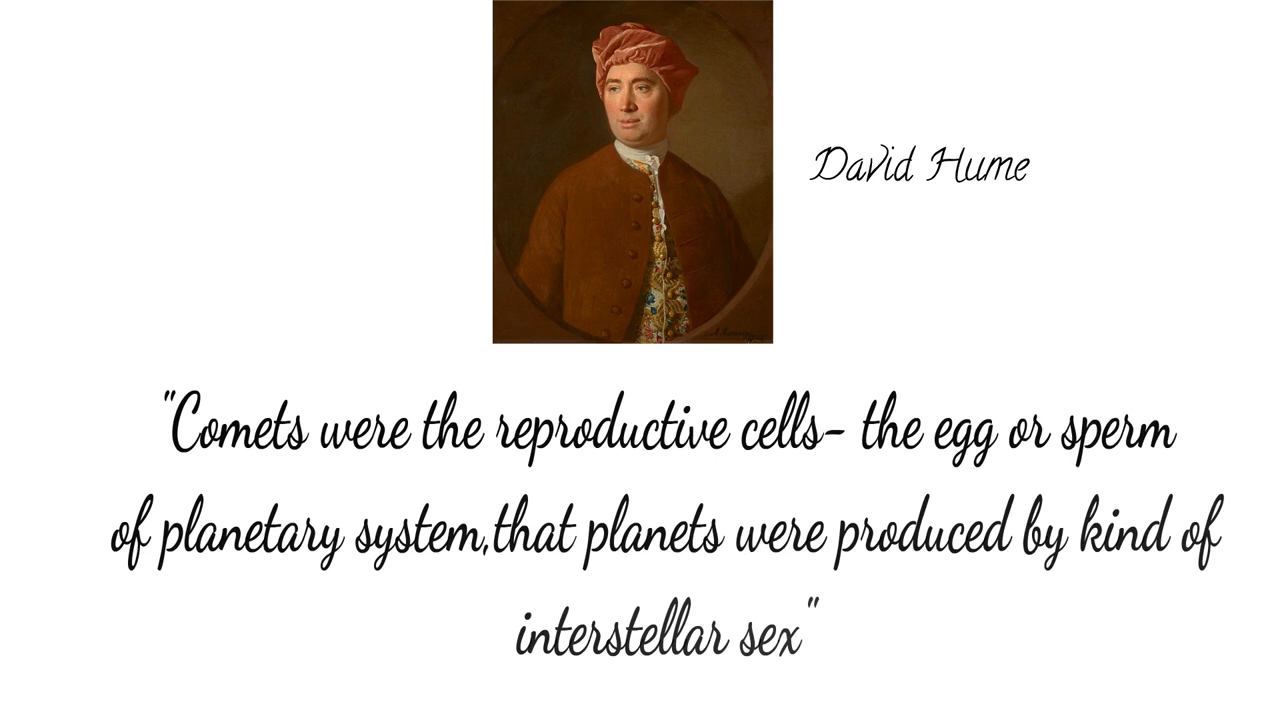 David Hume
"Comets were the reproductive cells- the egg or sperm
of planetary system,that planets were produced by kind of
interstellar sex"